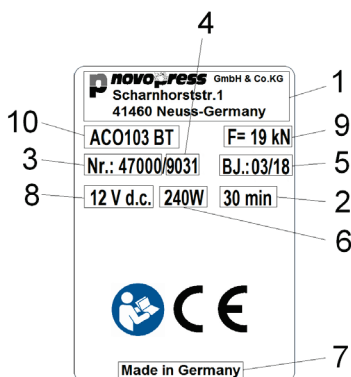 4
novopress GmbH & Co.KG
Scharnhorststr.1
41460 Neuss-Germany
1
10
ACO103 BT
F= 19 kN
9
3
Nr.: 47000/9031
BJ.:03/18
5
8
12 V d.c.
240W
30 min
2
6
CE
Made in Germany
7